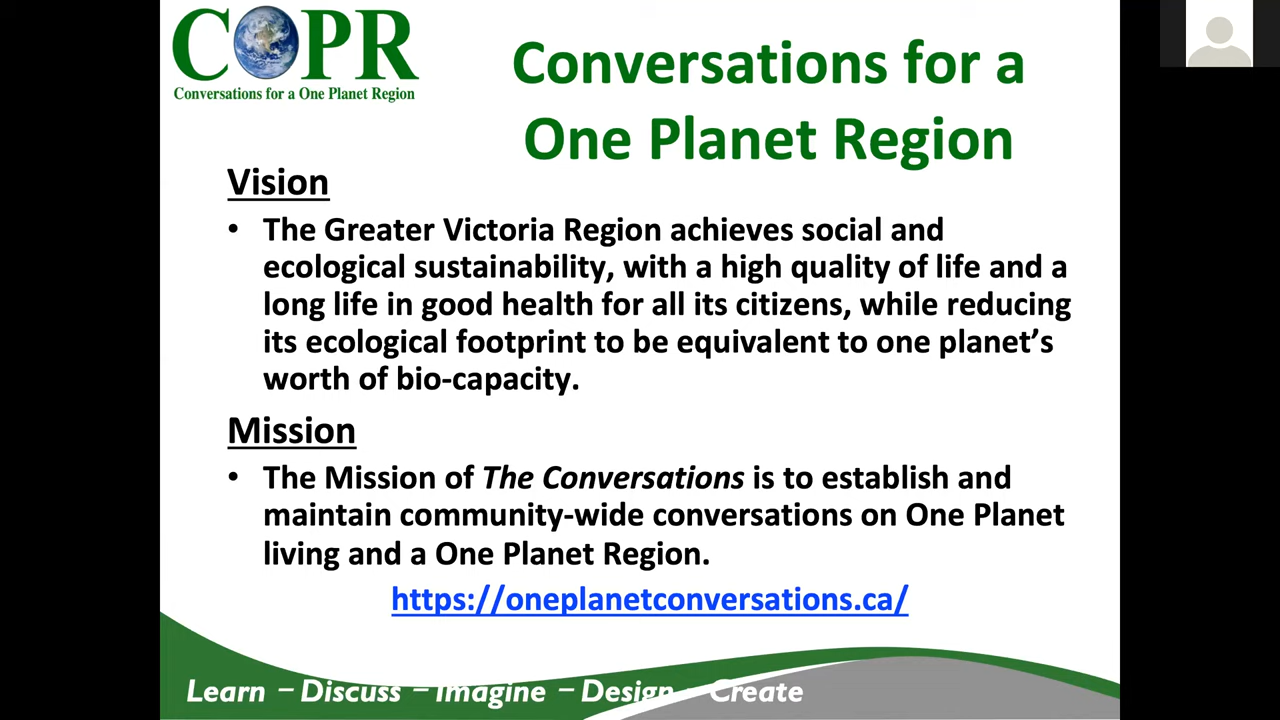 COPR
Conversations for a One Planet Region
Conversations for a
One Planet Region
Vision
• The Greater Victoria Region achieves social and
ecological sustainability, with a high quality of life and a
long life in good health for all its citizens, while reducing
its ecological footprint to be equivalent to one planet’s
worth of bio-capacity.
Mission
• The Mission of The Conversations is to establish and
maintain community-wide conversations on One Planet
living and a One Planet Region.
https://oneplanetconversations.ca/
Learn – Discuss – Imagine – Design – Create